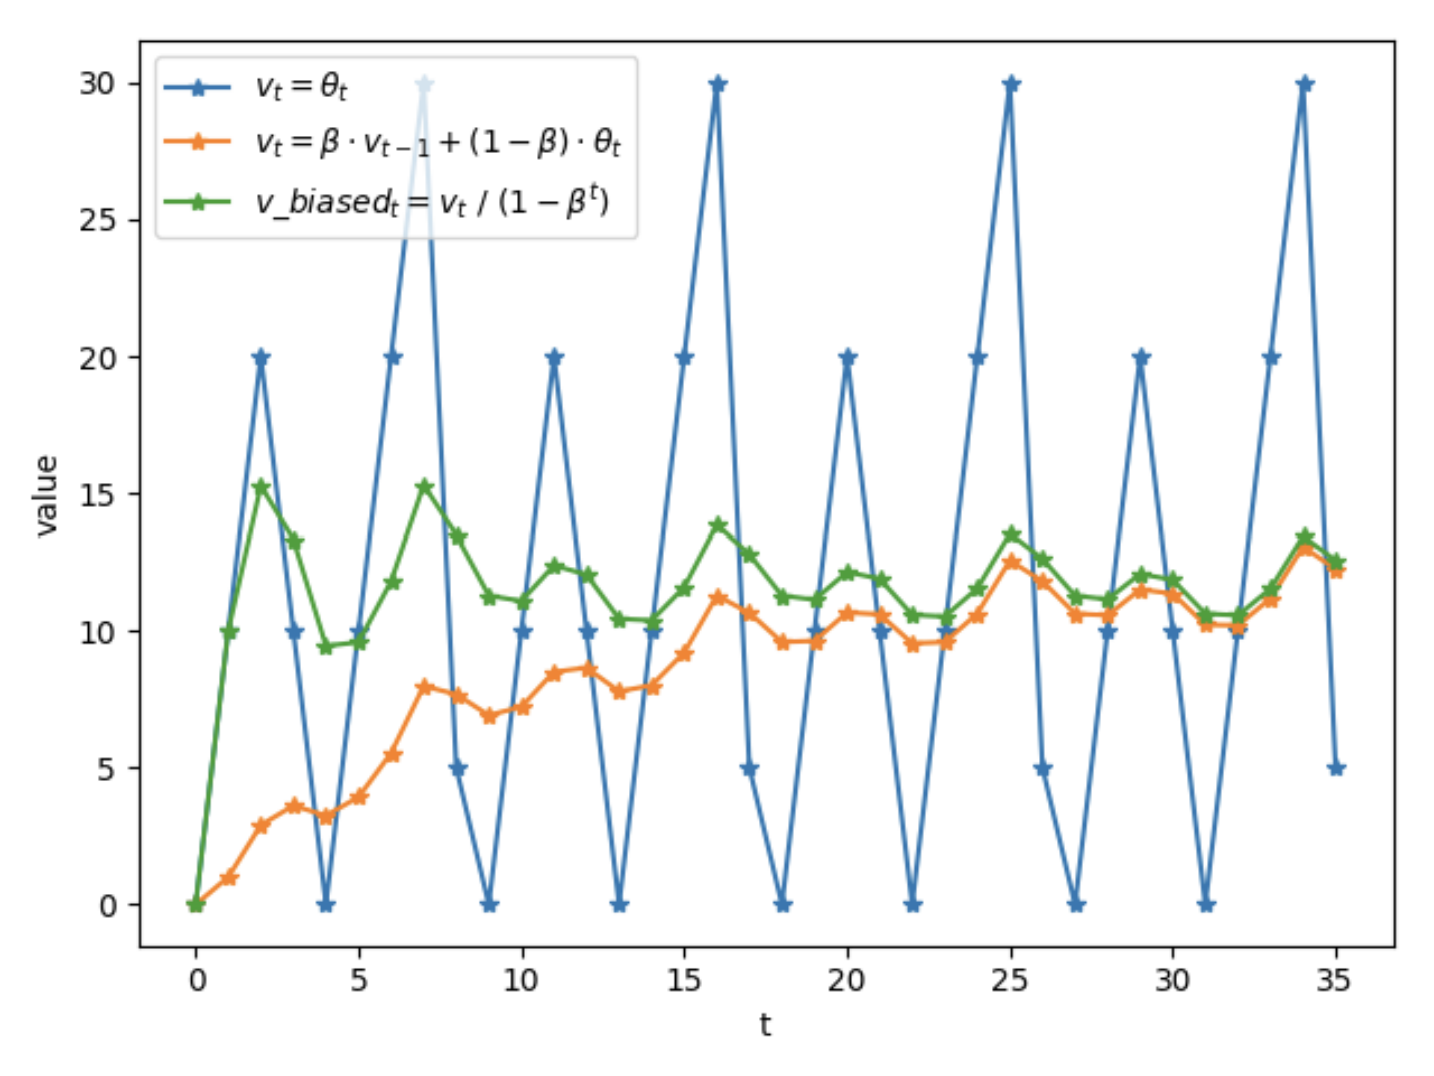 v_t = θ_t
v_t = β · v_{t−1} + (1 − β) · θ_t
v_biased_t = v_t / (1 − β^t)
30
25
20
15
10
5
0
value
0 5 10 15 20 25 30 35
t